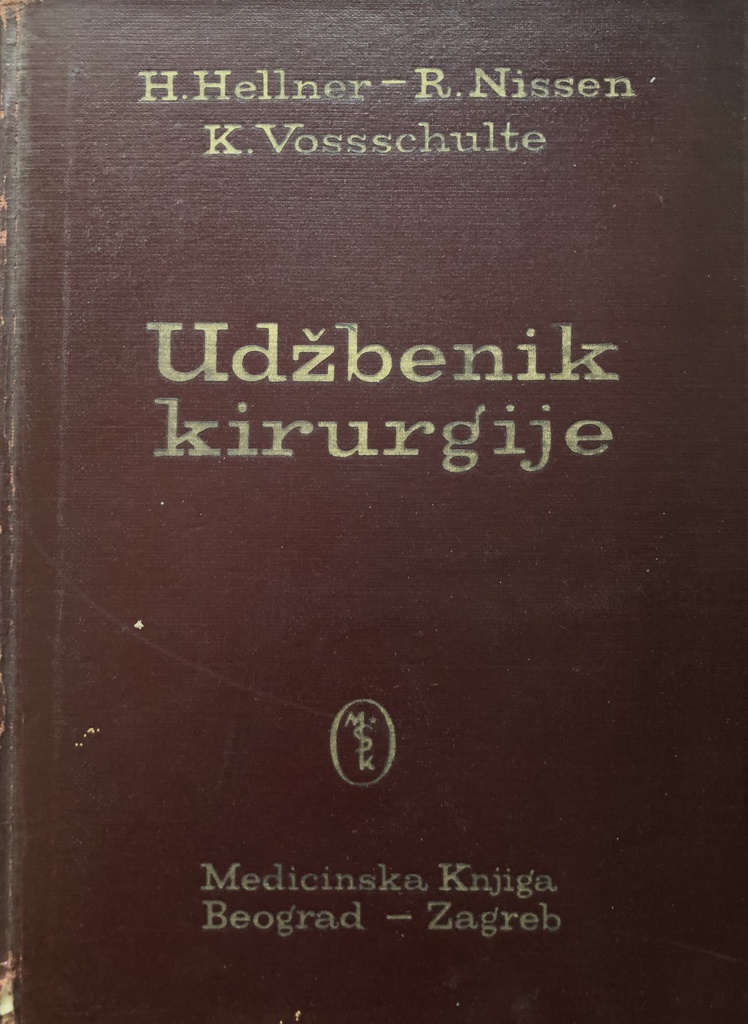 H. Hellner – R. Nissen
K. Vossschulte
Udžbenik
kirurgije
M
K
Medicinska Knjiga
Beograd – Zagreb